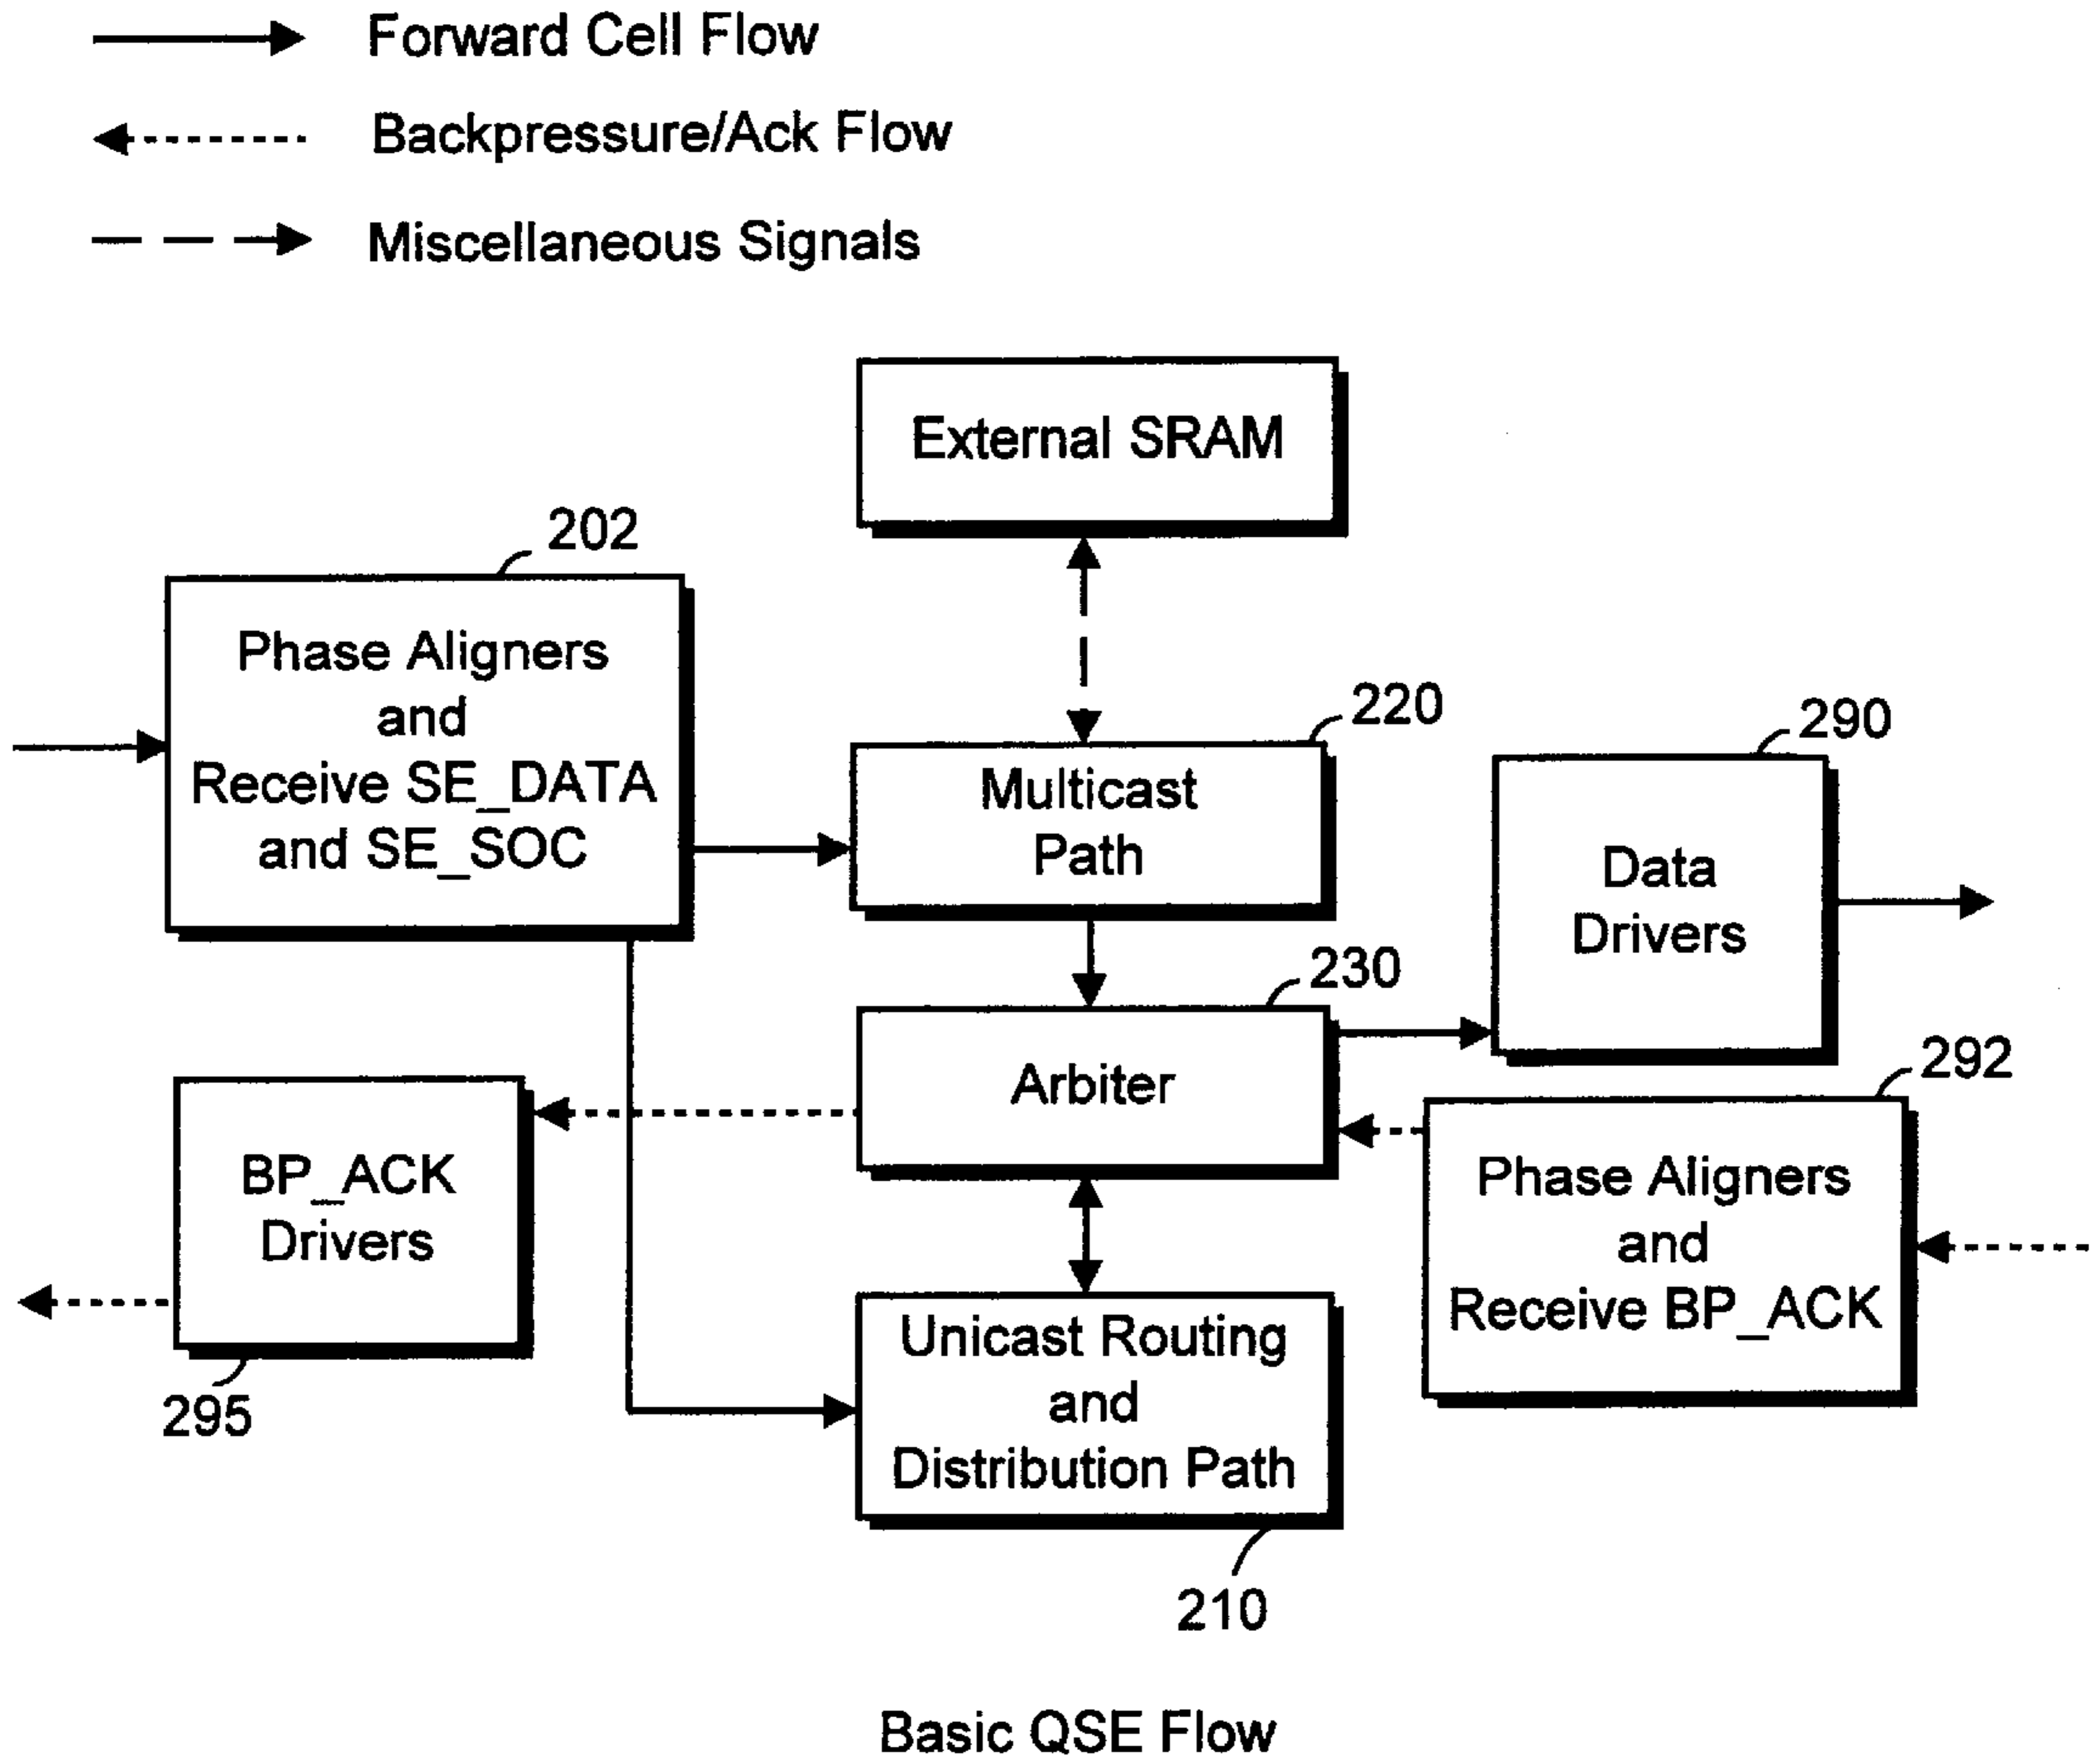 Forward Cell Flow
Backpressure/Ack Flow
Miscellaneous Signals
External SRAM
202
Phase Aligners
and
Receive SE_DATA
and SE_SOC
220
Multicast
Path
290
Data
Drivers
230
Arbiter
292
Phase Aligners
and
Receive BP_ACK
BP_ACK
Drivers
295
Unicast Routing
and
Distribution Path
210
Basic QSE Flow